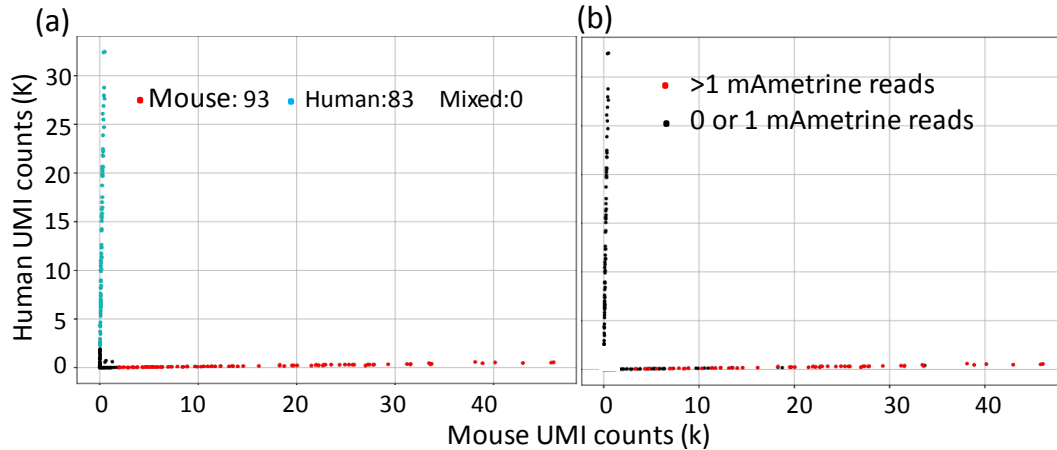 (a)
(b)
Human UMI counts (K)
30
25
20
15
10
5
0
Mouse: 93 Human:83 Mixed:0
>1 mAmetrine reads
0 or 1 mAmetrine reads
0 10 20 30 40
0 10 20 30 40
Mouse UMI counts (k)